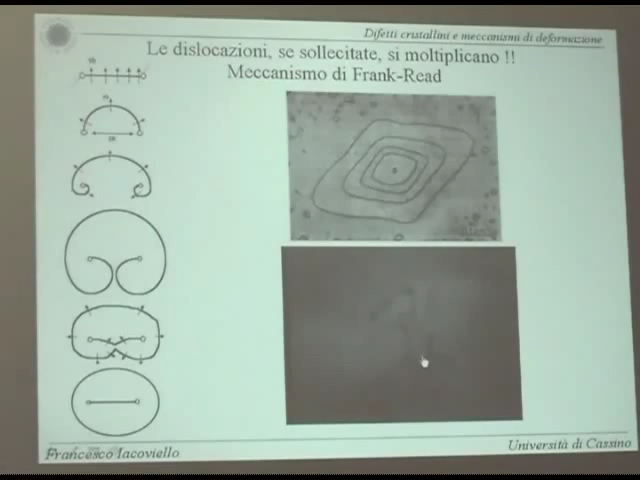 Difetti cristallini e meccanismi di deformazione
Le dislocazioni, se sollecitate, si moltiplicano !!
Meccanismo di Frank-Read
Francesco Iacoviello
Università di Cassino